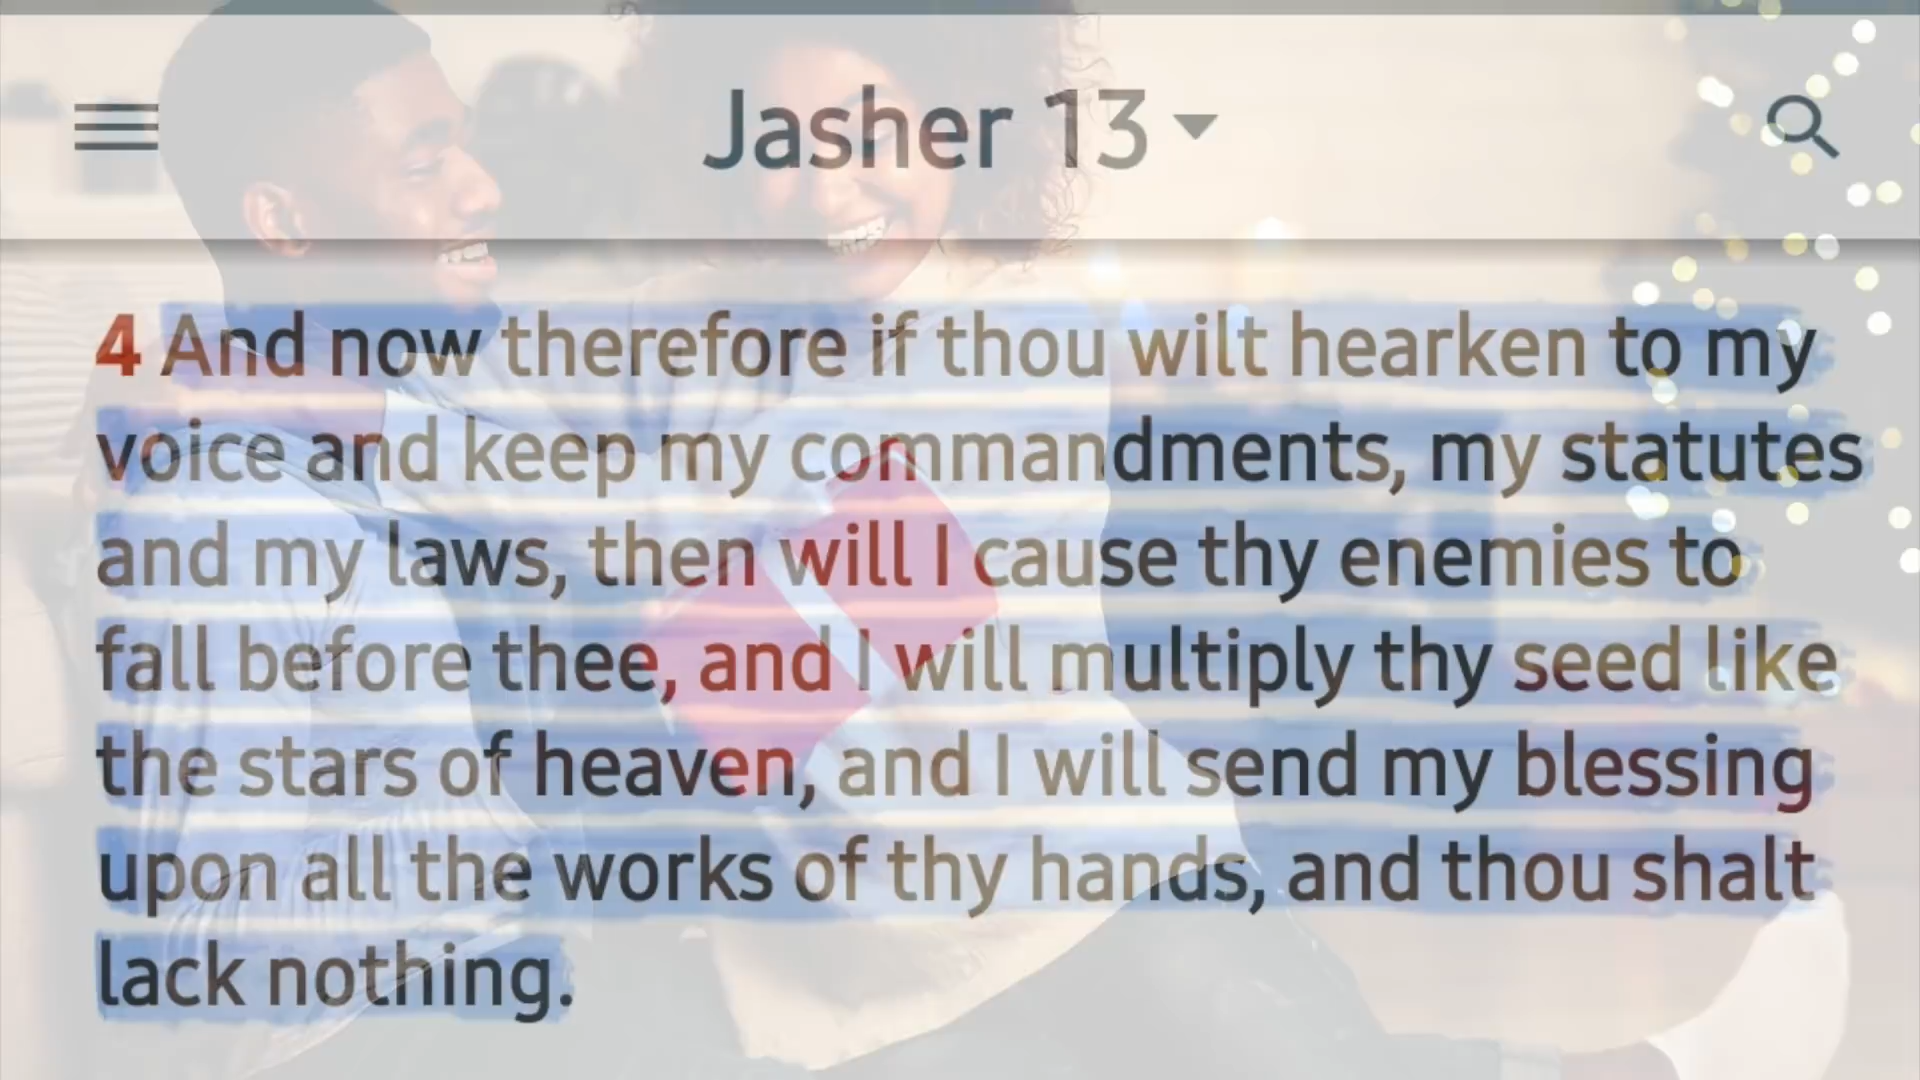 Jasher 13
4 And now therefore if thou wilt hearken to my
voice and keep my commandments, my statutes
and my laws, then will I cause thy enemies to
fall before thee, and I will multiply thy seed like
the stars of heaven, and I will send my blessing
upon all the works of thy hands, and thou shalt
lack nothing.